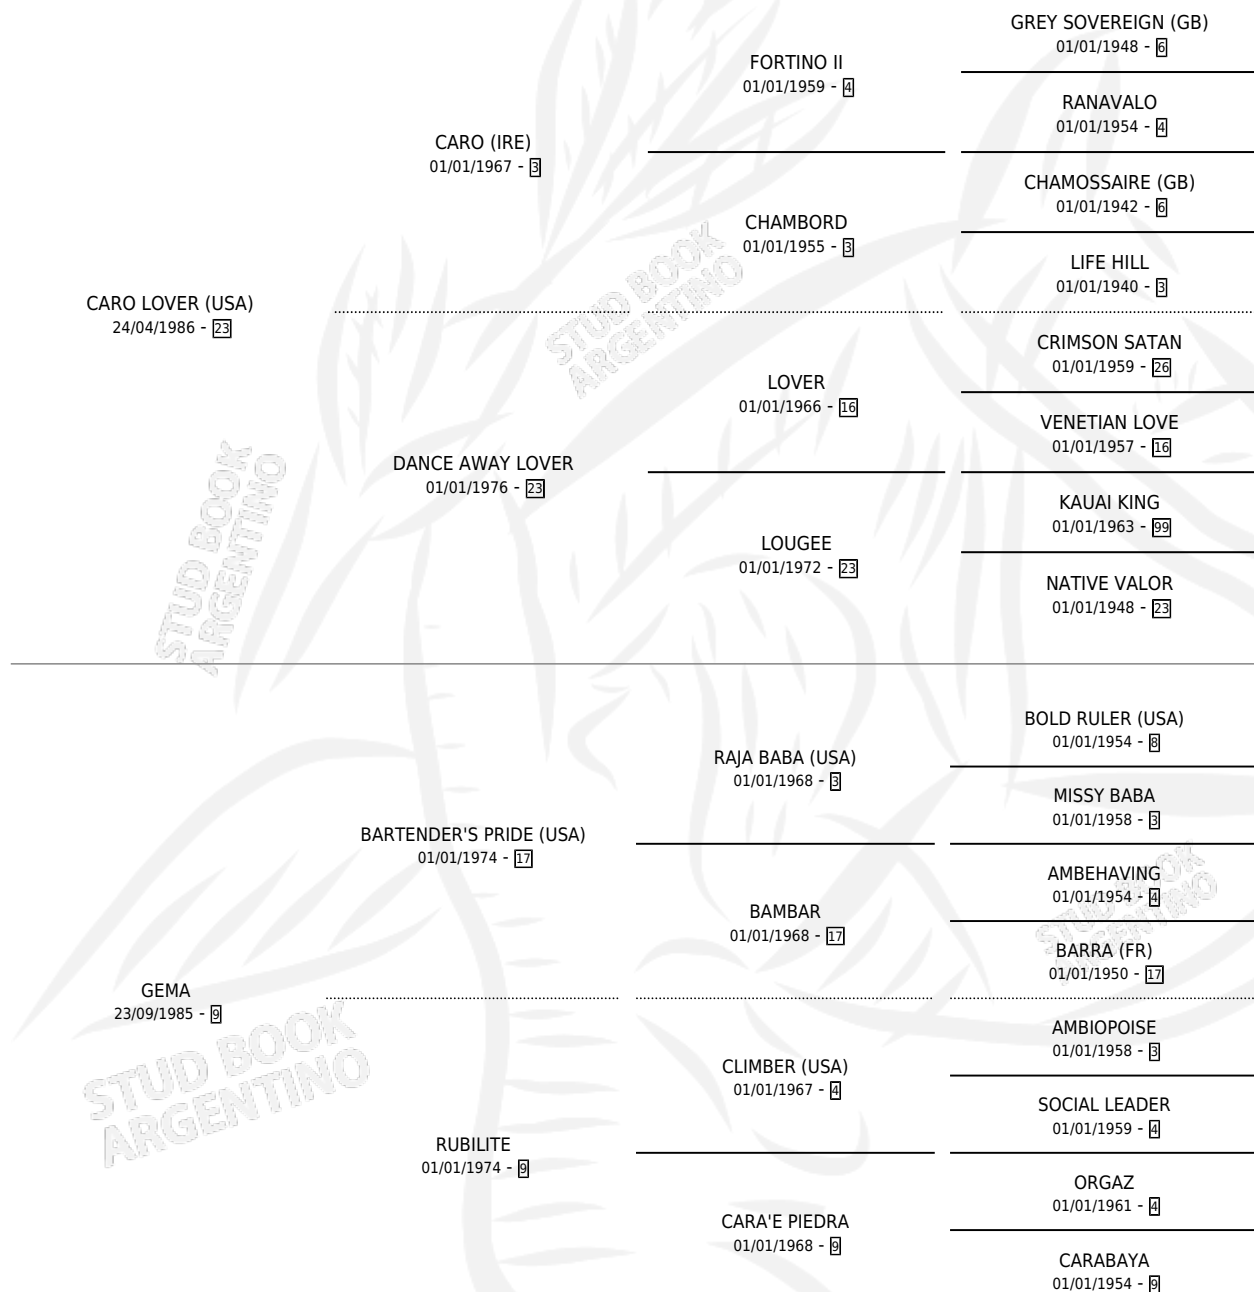 GREY SOVEREIGN (GB)
01/01/1948 - 6
FORTINO II
01/01/1959 - 4
RANAVALO
01/01/1954 - 4
CARO (IRE)
01/01/1967 - 3
CHAMOSSAIRE (GB)
01/01/1942 - 6
CHAMBORD
01/01/1955 - 3
LIFE HILL
01/01/1940 - 3
CARO LOVER (USA)
24/04/1986 - 23
CRIMSON SATAN
01/01/1959 - 26
LOVER
01/01/1966 - 16
VENETIAN LOVE
01/01/1957 - 16
DANCE AWAY LOVER
01/01/1976 - 23
KAUAI KING
01/01/1963 - 99
LOUGEE
01/01/1972 - 23
NATIVE VALOR
01/01/1948 - 23
BOLD RULER (USA)
01/01/1954 - 8
RAJA BABA (USA)
01/01/1968 - 3
MISSY BABA
01/01/1958 - 3
BARTENDER'S PRIDE (USA)
01/01/1974 - 17
AMBEHAVING
01/01/1954 - 4
BAMBAR
01/01/1968 - 17
BARRA (FR)
01/01/1950 - 17
GEMA
23/09/1985 - 9
AMBIOPOISE
01/01/1958 - 3
CLIMBER (USA)
01/01/1967 - 4
SOCIAL LEADER
01/01/1959 - 4
RUBILITE
01/01/1974 - 9
ORGAZ
01/01/1961 - 4
CARA'E PIEDRA
01/01/1968 - 9
CARABAYA
01/01/1954 - 9
STUD BOOK
ARGENTINO
STUD BOOK
ARGENTINO
STUD BOOK
ARGENTINO
STUD BOOK
ARGENTINO